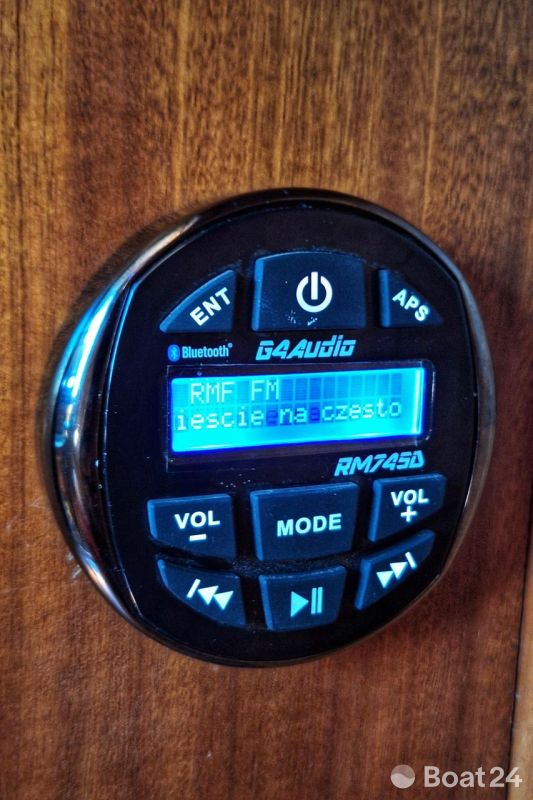 ENT
APS
Bluetooth®
G4Audio
RMF FM
iescie na czesto
RM745D
VOL
−
MODE
VOL
+
Boat24